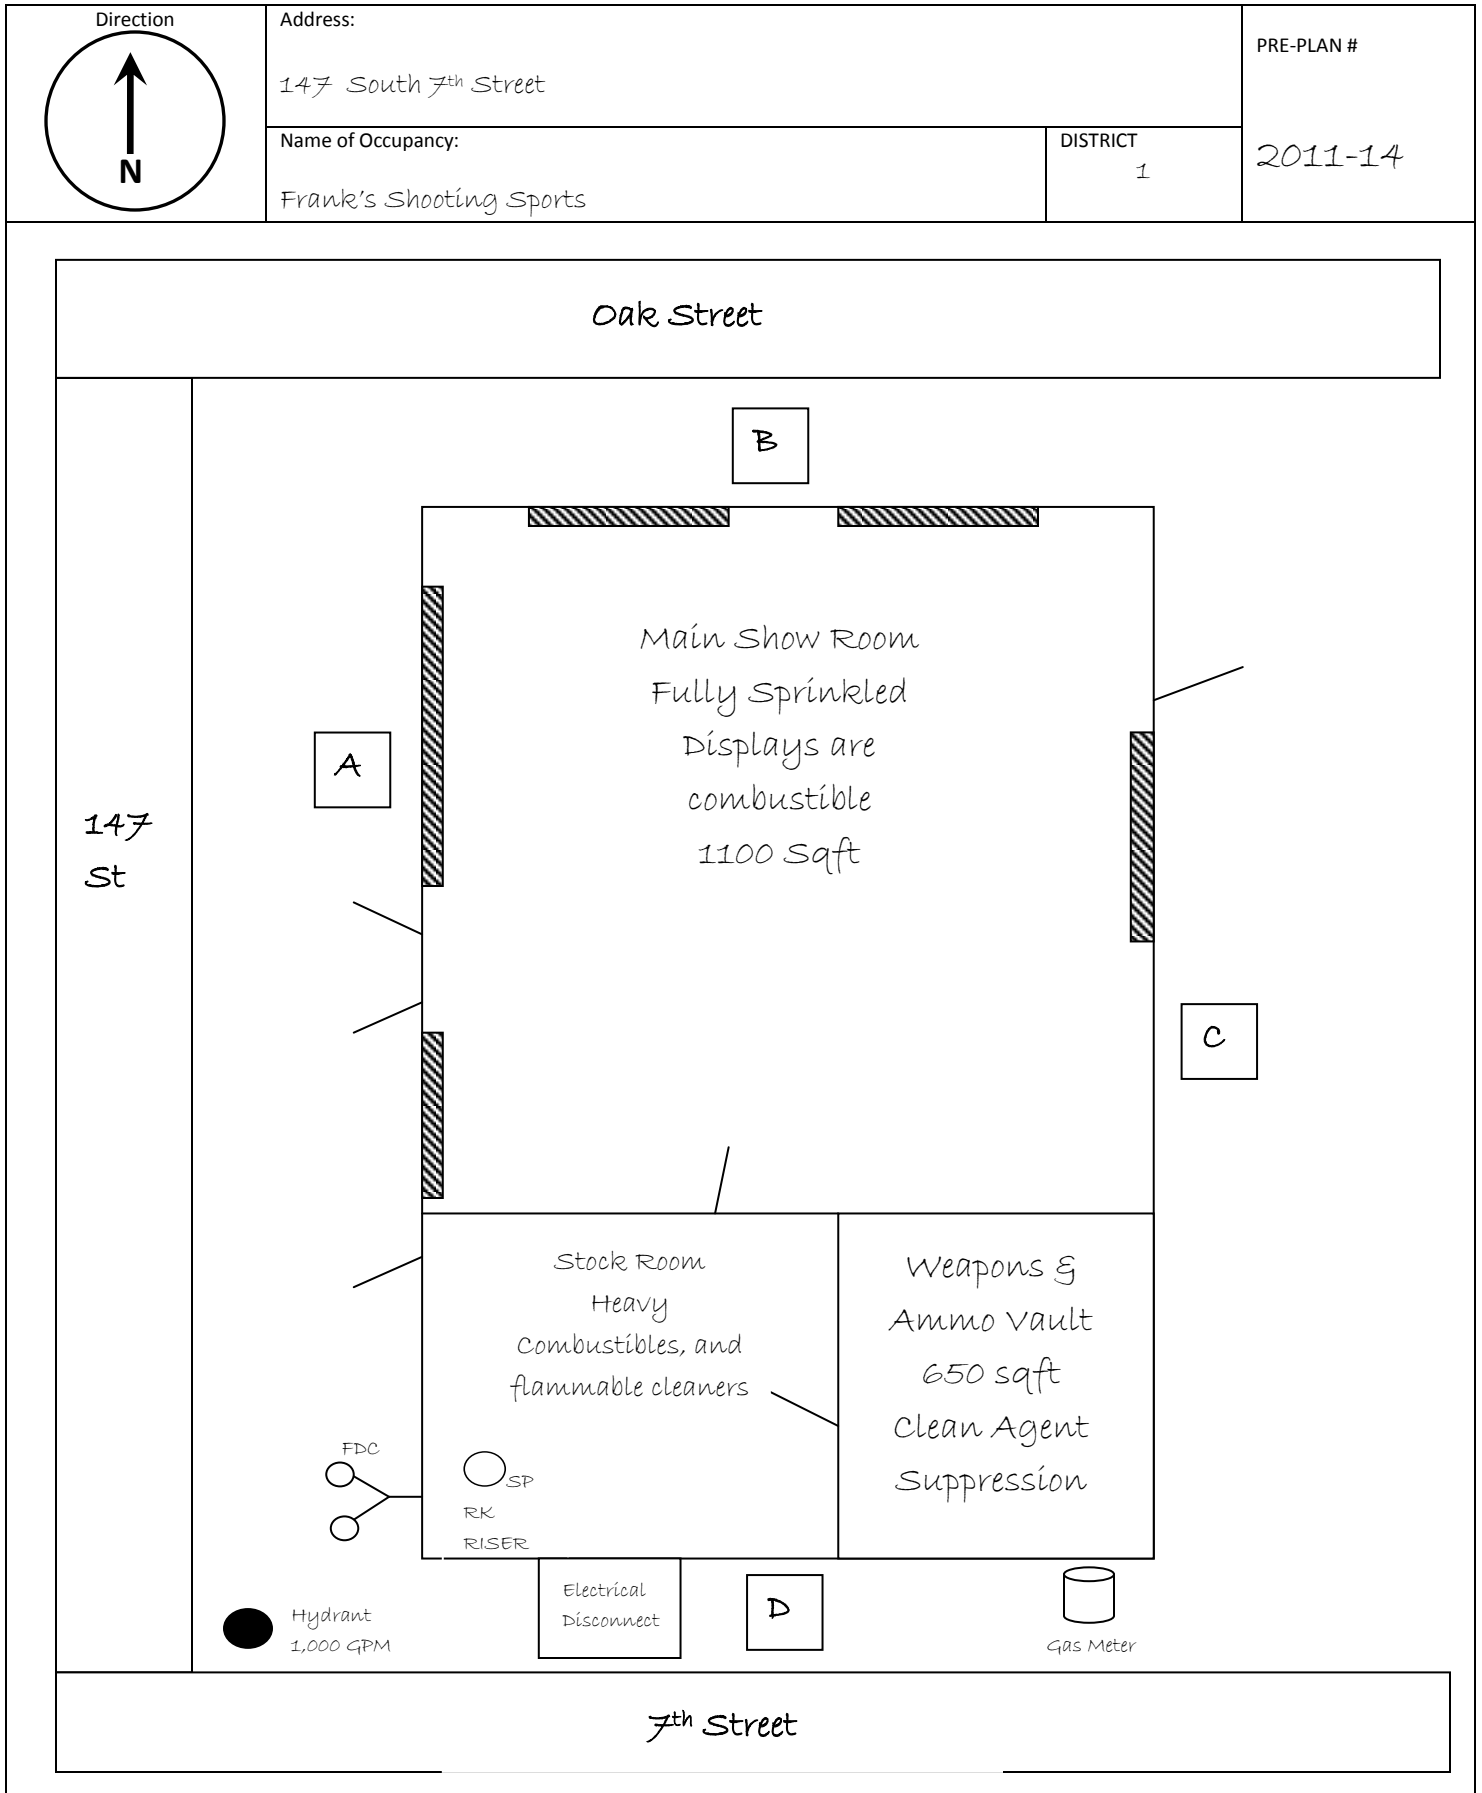 Direction
N
Address:
147 South 7th Street
Name of Occupancy:
Frank's Shooting Sports
DISTRICT
1
PRE-PLAN #
2011-14
Oak Street
B
Main Show Room
Fully Sprinkled
Displays are
combustible
1100 Sqft
A
147
St
C
Stock Room
Heavy
Combustibles, and
flammable cleaners
Weapons &
Ammo Vault
650 sqft
Clean Agent
Suppression
FDC
SP
RK
RISER
Electrical
Disconnect
D
Hydrant
1,000 GPM
Gas Meter
7th Street